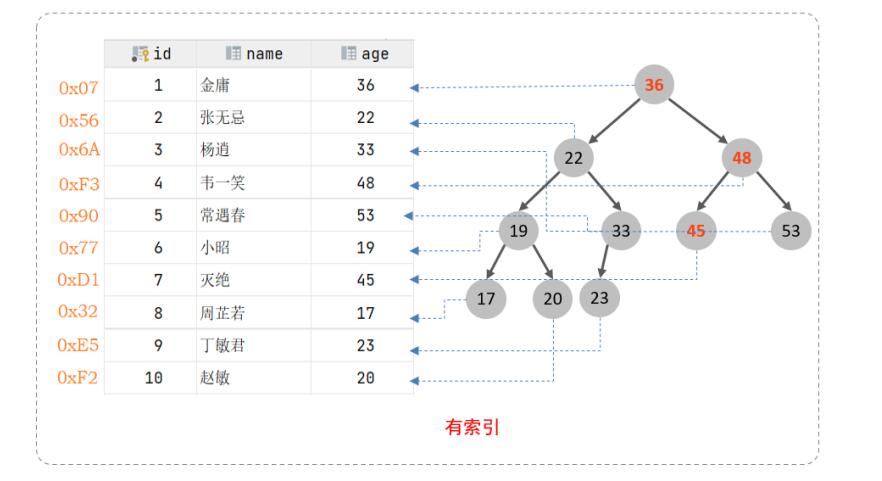 id name age
0x07 1 金庸 36
0x56 2 张无忌 22
0x6A 3 杨逍 33
0xF3 4 韦一笑 48
0x90 5 常遇春 53
0x77 6 小昭 19
0xD1 7 灭绝 45
0x32 8 周芷若 17
0xE5 9 丁敏君 23
0xF2 10 赵敏 20
36
22 48
19 33 45 53
17 20 23
有索引